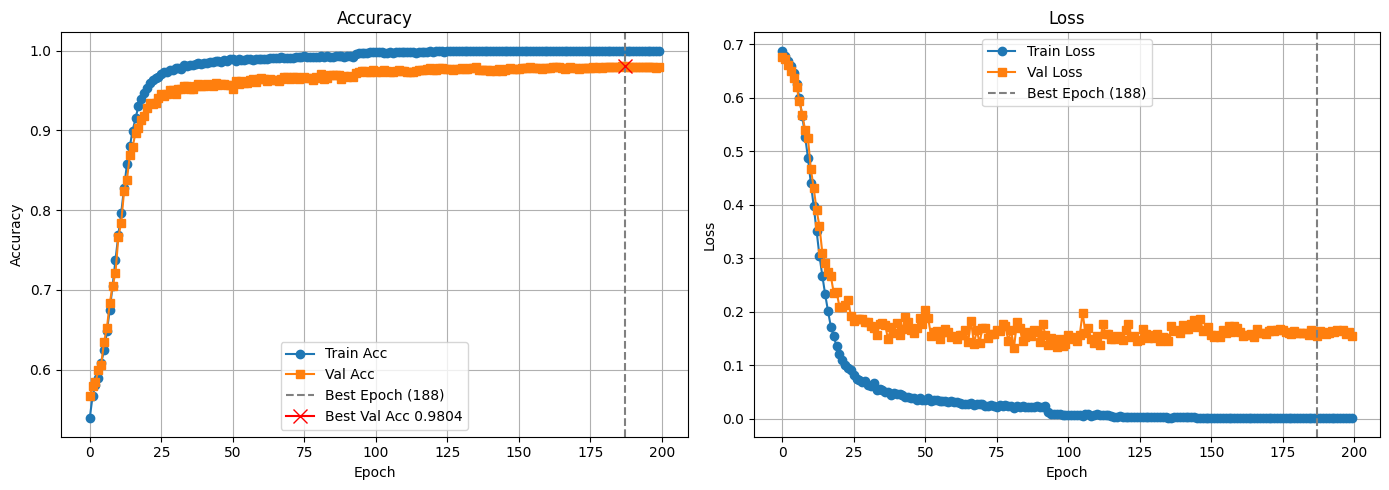 Accuracy
1.0
0.9
0.8
0.7
0.6
Accuracy
Train Acc
Val Acc
Best Epoch (188)
Best Val Acc 0.9804
0 25 50 75 100 125 150 175 200
Epoch
Loss
0.7
0.6
0.5
0.4
0.3
0.2
0.1
0.0
Loss
Train Loss
Val Loss
Best Epoch (188)
0 25 50 75 100 125 150 175 200
Epoch